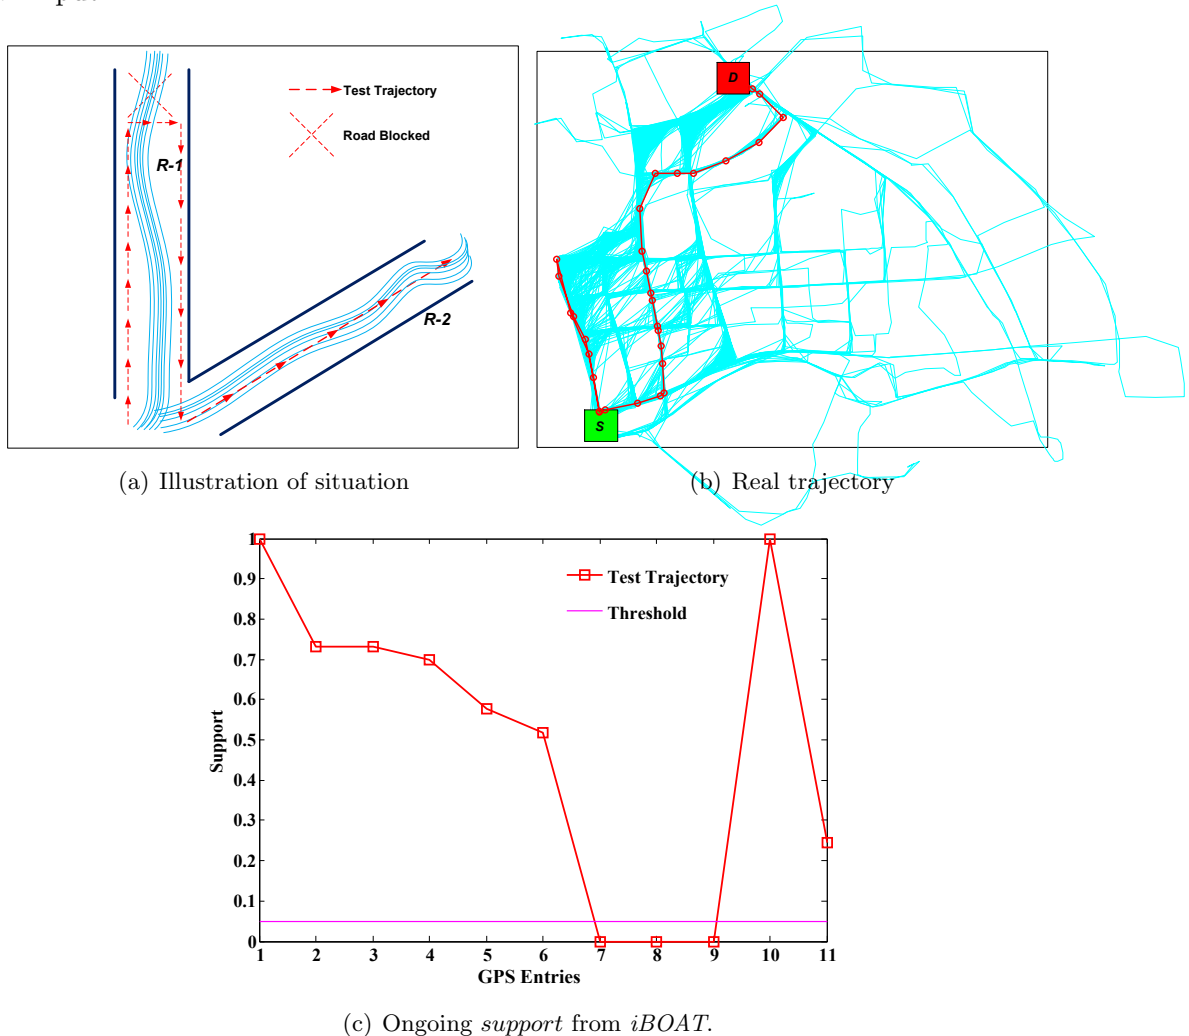 Test Trajectory
Road Blocked
R-1
R-2
D
S
(a) Illustration of situation
(b) Real trajectory
1
0.9
0.8
0.7
0.6
0.5
0.4
0.3
0.2
0.1
0
Support
Test Trajectory
Threshold
1 2 3 4 5 6 7 8 9 10 11
GPS Entries
(c) Ongoing support from iBOAT.